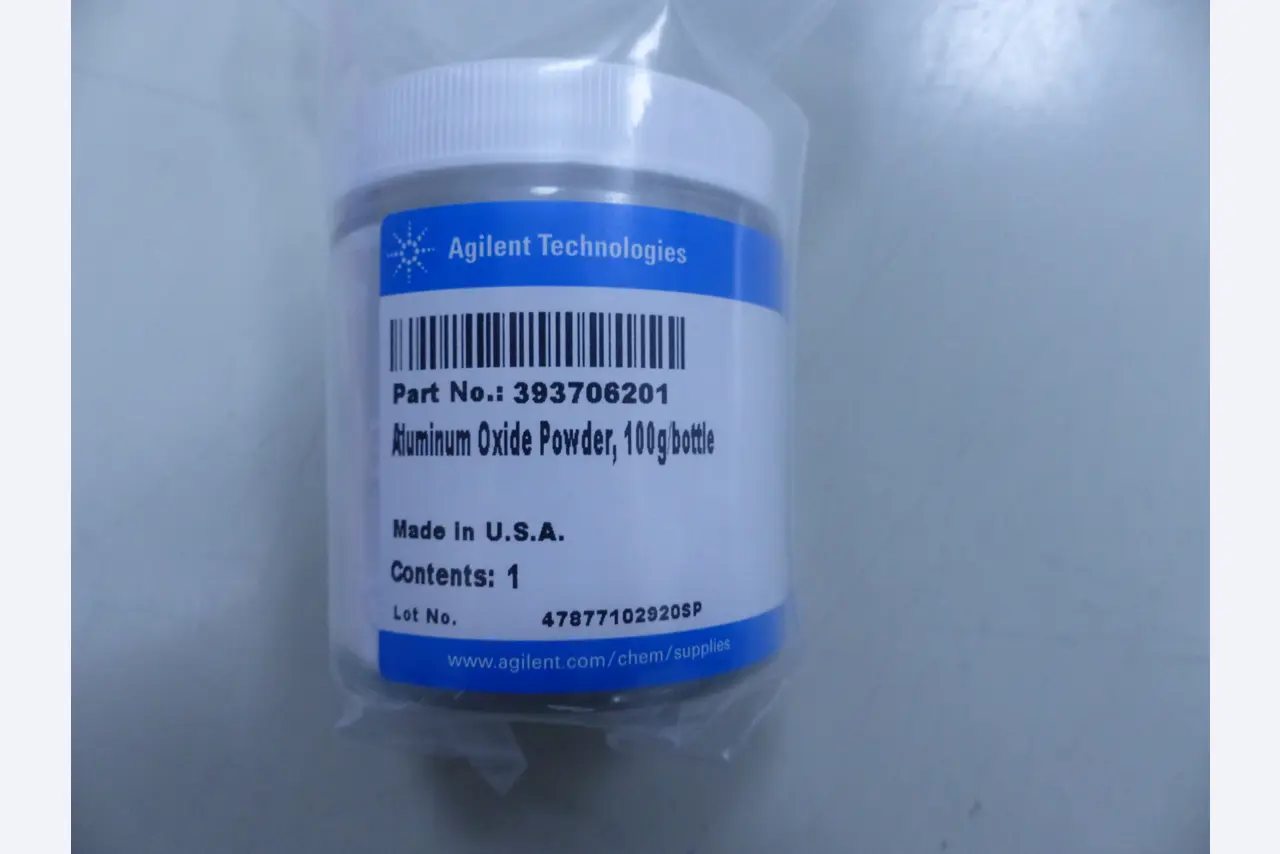 Agilent Technologies
Part No.: 393706201
Aluminum Oxide Powder, 100g/bottle
Made in U.S.A.
Contents: 1
Lot No. 47877102920SP
www.agilent.com/chem/supplies